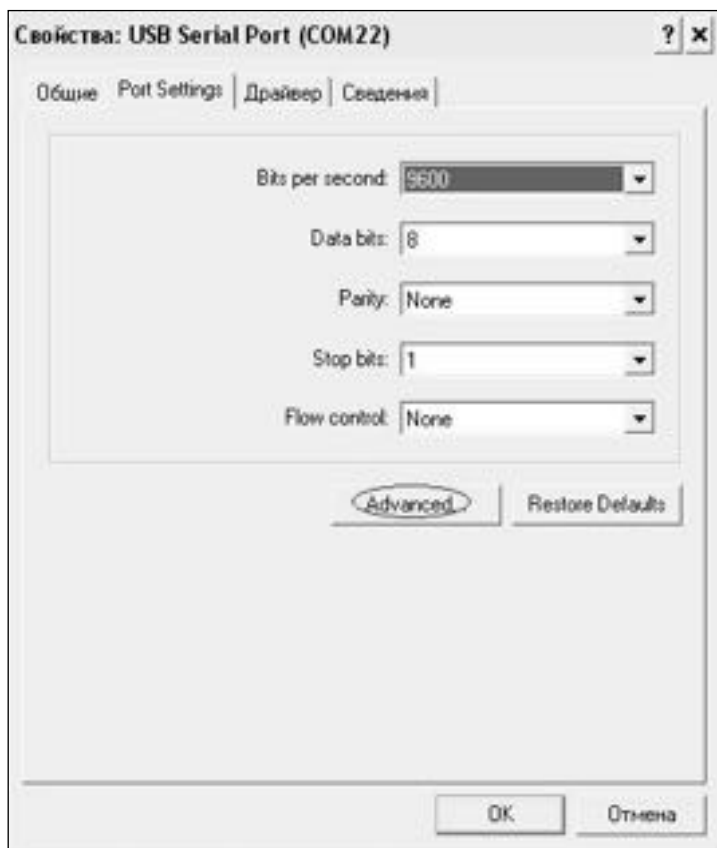 Свойства: USB Serial Port (COM22) ? ×
Общие Port Settings Драйвер Сведения
Bits per second: 9600
Data bits: 8
Parity: None
Stop bits: 1
Flow control: None
Advanced.. Restore Defaults
OK Отмена